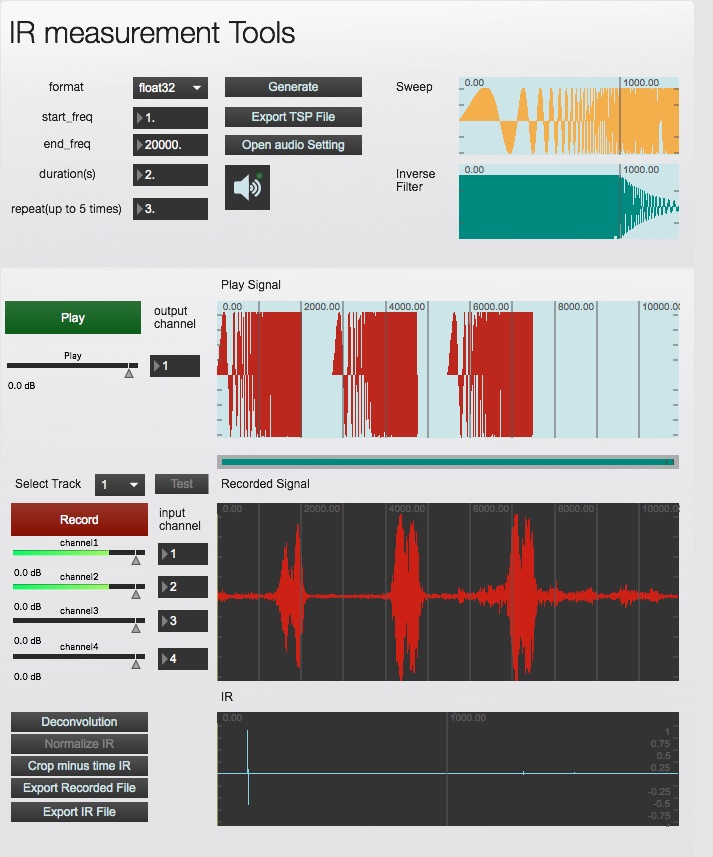 IR measurement Tools
format
float32
Generate
Sweep
0.00
1000.00
start_freq
1.
Export TSP File
end_freq
20000.
Open audio Setting
duration(s)
2.
Inverse
Filter
0.00
1000.00
repeat(up to 5 times)
3.
Play Signal
Play
output
channel
0.00
2000.00
4000.00
6000.00
8000.00
10000.0
Play
1
0.0 dB
Select Track
1
Test
Recorded Signal
Record
input
channel
0.00
2000.00
4000.00
6000.00
8000.00
10000.0
channel1
1
0.0 dB
channel2
2
0.0 dB
channel3
3
0.0 dB
channel4
4
0.0 dB
IR
Deconvolution
0.00
1000.00
Normalize IR
1
0.75
Crop minus time IR
0.5
0.25
Export Recorded File
-0.25
-0.5
Export IR File
-0.75